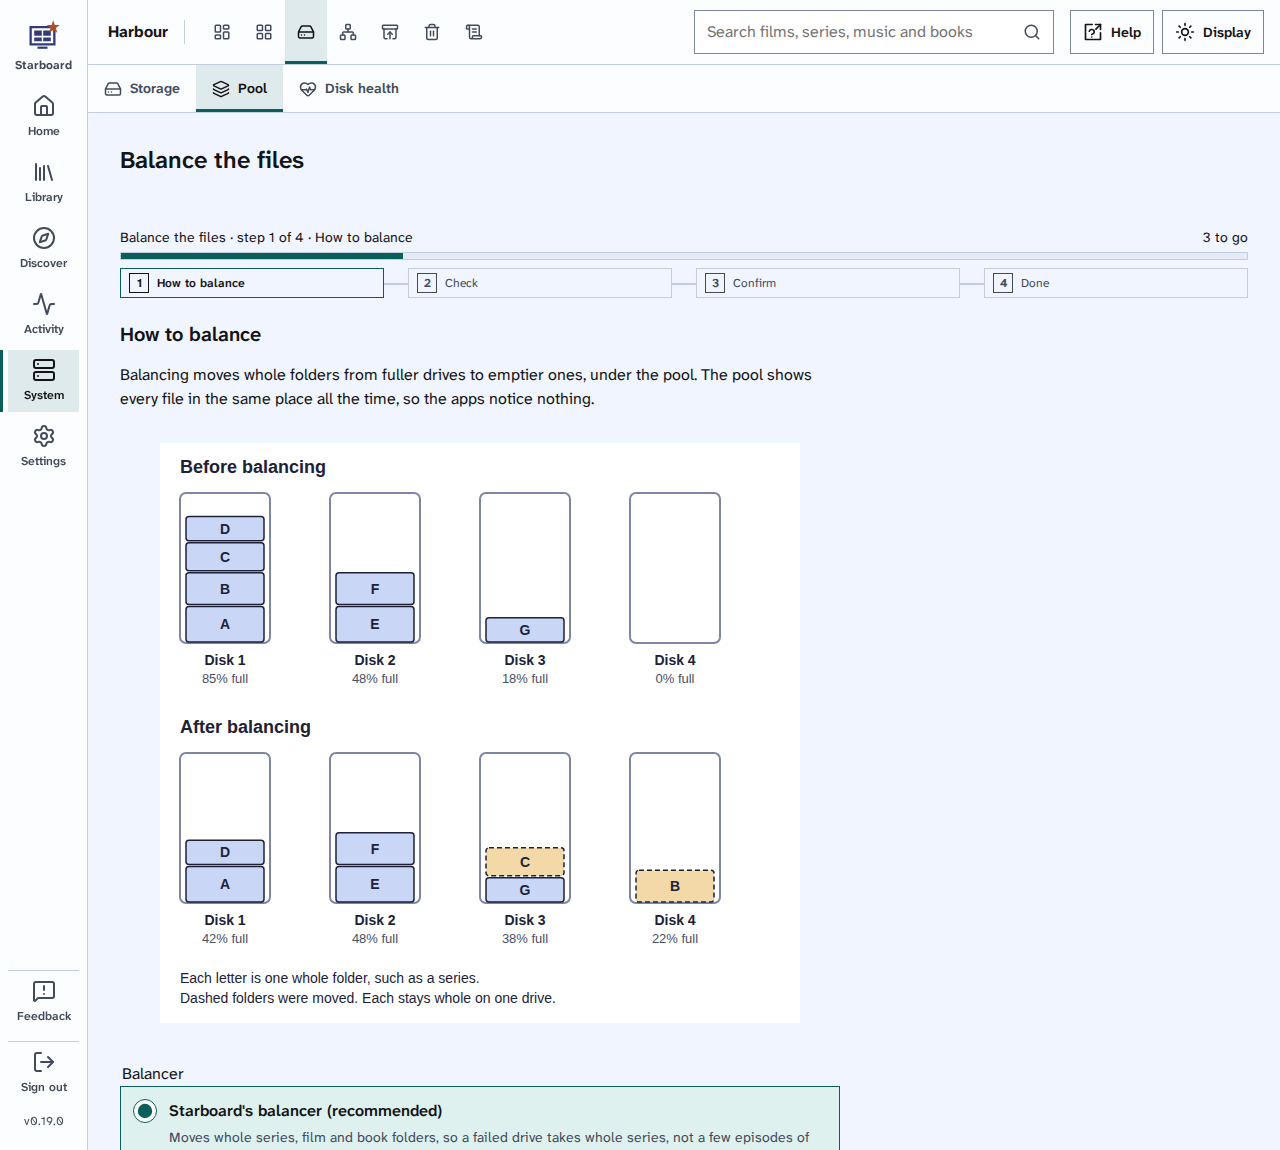 Starboard
Harbour
Search films, series, music and books
Help
Display
Storage
Pool
Disk health
Home
Library
Discover
Activity
System
Settings
Feedback
Sign out
v0.19.0
Balance the files
Balance the files · step 1 of 4 · How to balance
3 to go
1 How to balance
2 Check
3 Confirm
4 Done
How to balance
Balancing moves whole folders from fuller drives to emptier ones, under the pool. The pool shows
every file in the same place all the time, so the apps notice nothing.
Before balancing
D
C
B
A
F
E
G
Disk 1
85% full
Disk 2
48% full
Disk 3
18% full
Disk 4
0% full
After balancing
D
A
F
E
C
G
B
Disk 1
42% full
Disk 2
48% full
Disk 3
38% full
Disk 4
22% full
Each letter is one whole folder, such as a series.
Dashed folders were moved. Each stays whole on one drive.
Balancer
Starboard's balancer (recommended)
Moves whole series, film and book folders, so a failed drive takes whole series, not a few episodes of